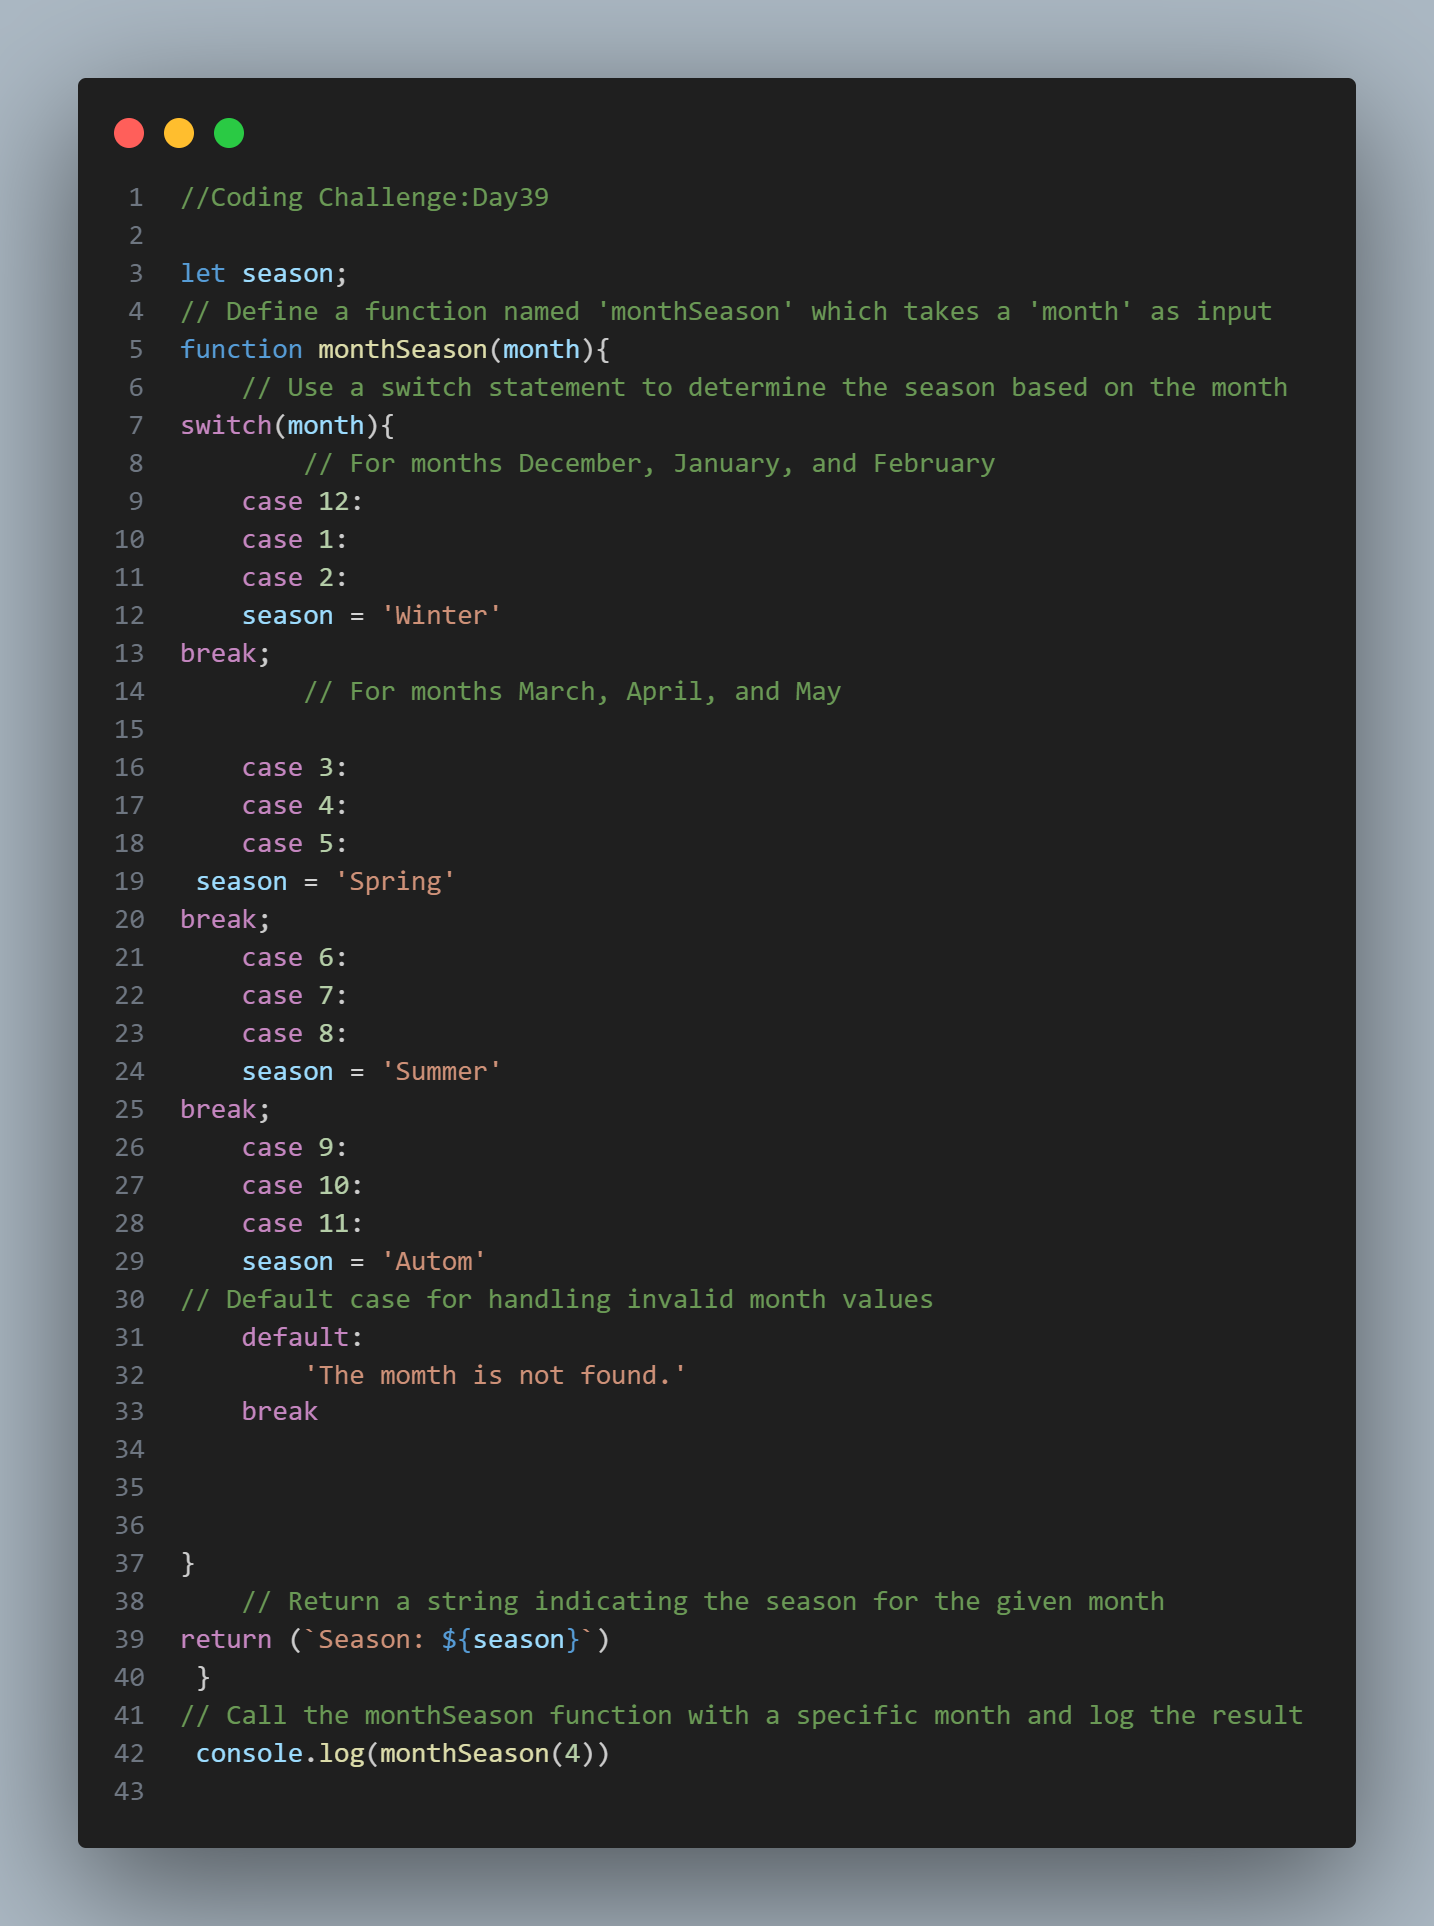 1 //Coding Challenge:Day39
2
3 let season;
4 // Define a function named 'monthSeason' which takes a 'month' as input
5 function monthSeason(month){
6     // Use a switch statement to determine the season based on the month
7 switch(month){
8         // For months December, January, and February
9     case 12:
10     case 1:
11     case 2:
12     season = 'Winter'
13 break;
14         // For months March, April, and May
15
16     case 3:
17     case 4:
18     case 5:
19  season = 'Spring'
20 break;
21     case 6:
22     case 7:
23     case 8:
24     season = 'Summer'
25 break;
26     case 9:
27     case 10:
28     case 11:
29     season = 'Autom'
30 // Default case for handling invalid month values
31     default:
32         'The momth is not found.'
33     break
34
35
36
37 }
38     // Return a string indicating the season for the given month
39 return (`Season: ${season}`)
40  }
41 // Call the monthSeason function with a specific month and log the result
42  console.log(monthSeason(4))
43